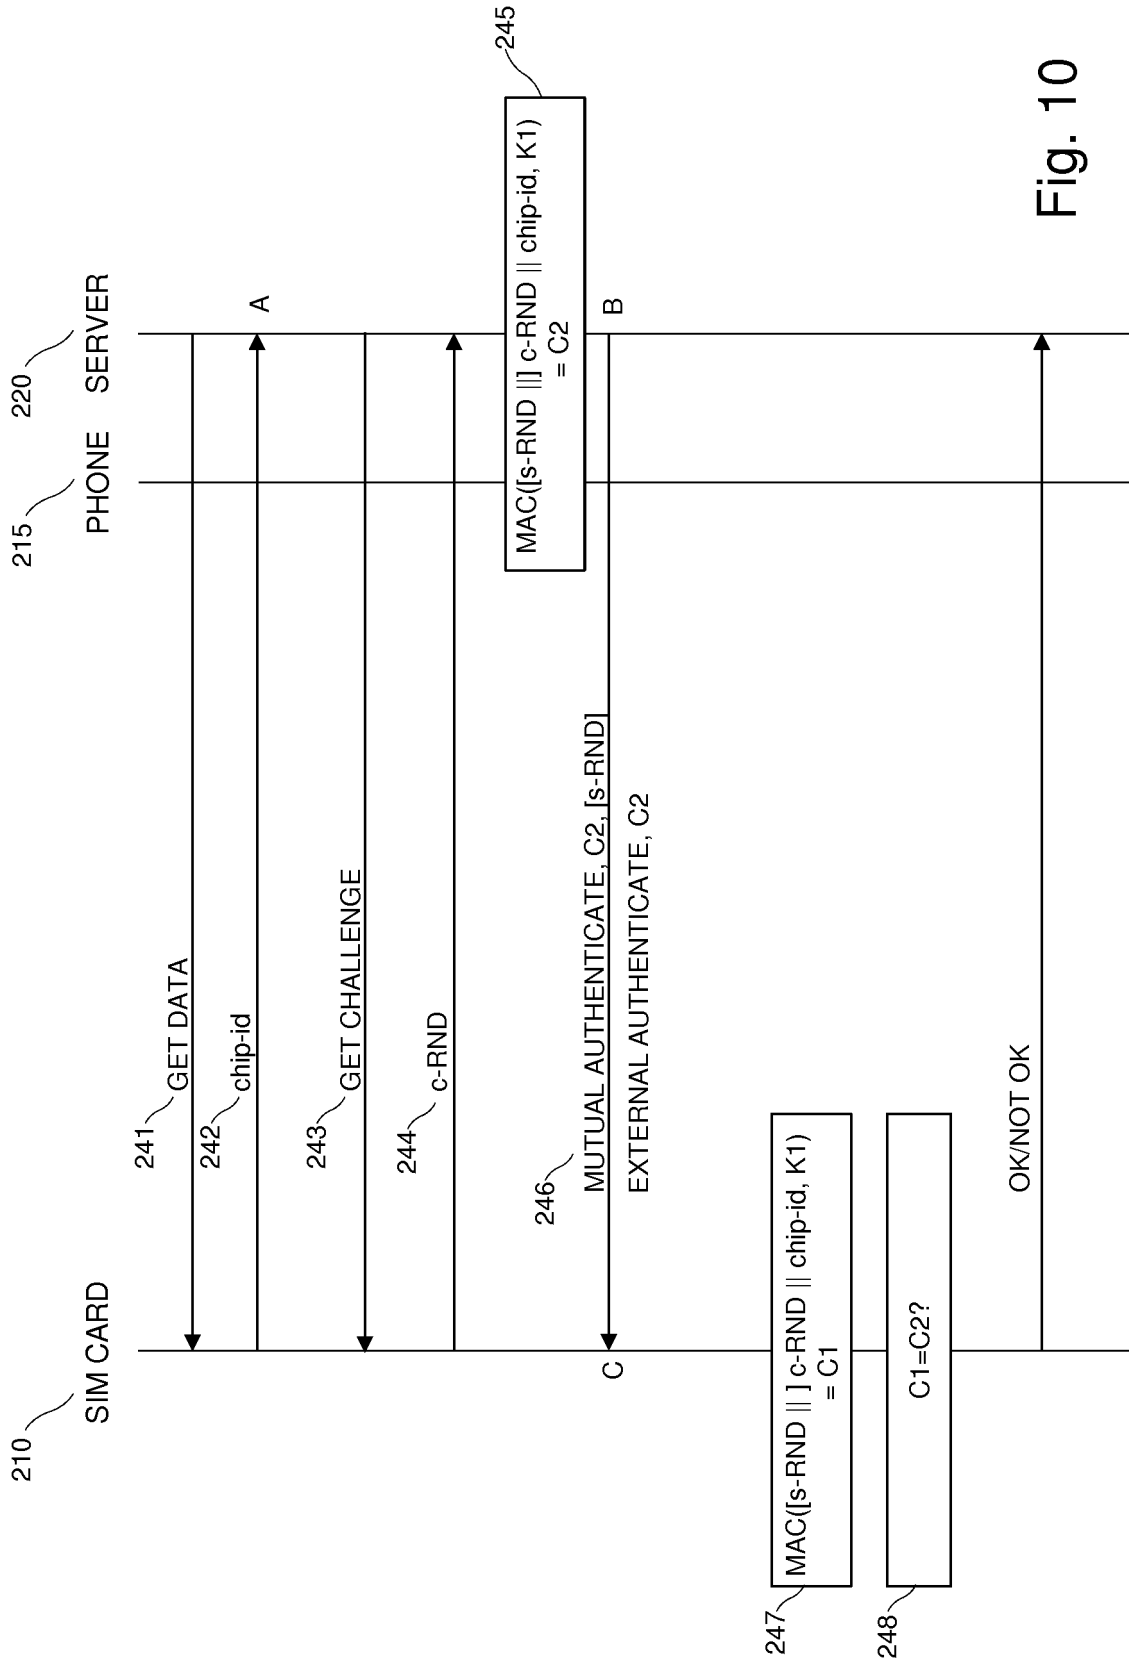 210
SIM CARD
215
PHONE
220
SERVER
241
GET DATA
242
chip-id
A
243
GET CHALLENGE
244
c-RND
MAC([s-RND ||] c-RND || chip-id, K1)
= C2
245
246
MUTUAL AUTHENTICATE, C2, [s-RND]
EXTERNAL AUTHENTICATE, C2
B
C
MAC([s-RND || ] c-RND || chip-id, K1)
= C1
247
C1=C2?
248
OK/NOT OK
Fig. 10